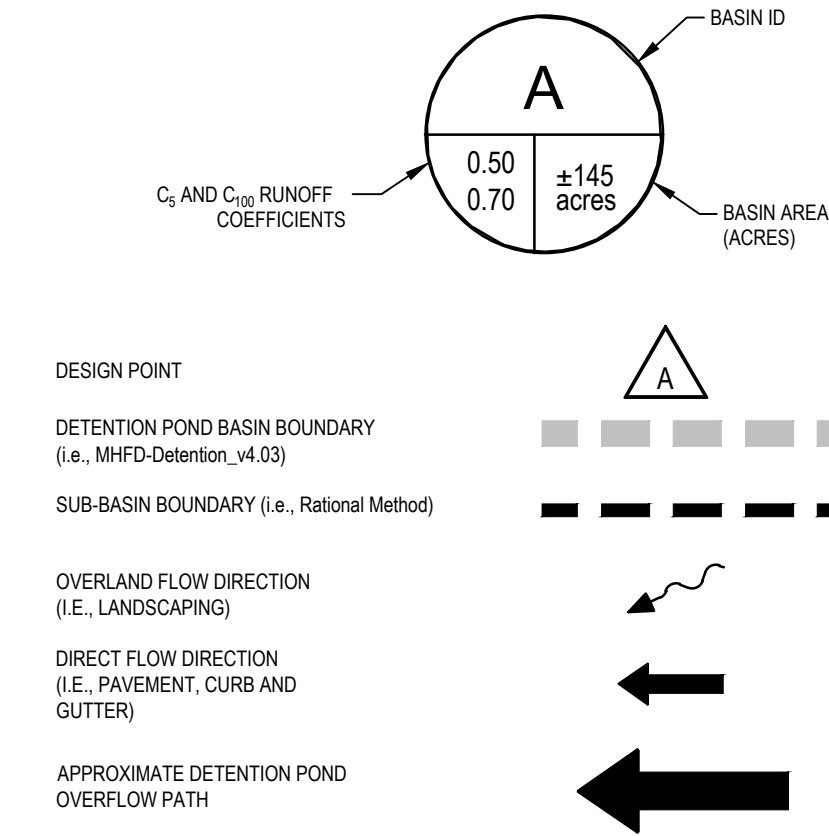 BASIN ID
A
0.50
0.70
±145
acres
C₅ AND C₁₀₀ RUNOFF
COEFFICIENTS
BASIN AREA
(ACRES)
DESIGN POINT
A
DETENTION POND BASIN BOUNDARY
(i.e., MHFD-Detention_v4.03)
SUB-BASIN BOUNDARY (i.e., Rational Method)
OVERLAND FLOW DIRECTION
(I.E., LANDSCAPING)
DIRECT FLOW DIRECTION
(I.E., PAVEMENT, CURB AND
GUTTER)
APPROXIMATE DETENTION POND
OVERFLOW PATH